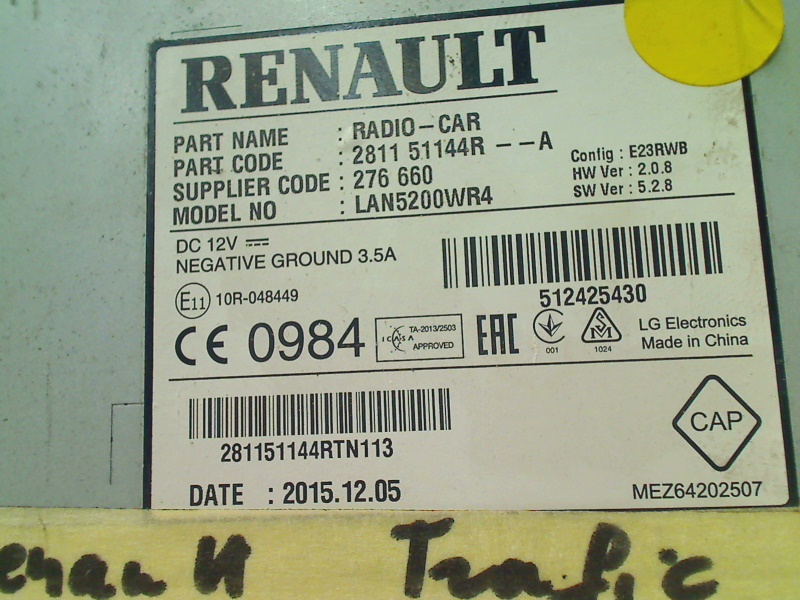 RENAULT
PART NAME : RADIO-CAR
PART CODE : 2811 51144R --A
SUPPLIER CODE : 276 660
MODEL NO : LAN5200WR4
Config : E23RWB
HW Ver : 2.0.8
SW Ver : 5.2.8
DC 12V
NEGATIVE GROUND 3.5A
512425430
E11 10R-048449
CE 0984
ICASA
TA-2013/2503
APPROVED
EAC
001
SM
1024
LG Electronics
Made in China
281151144RTN113
CAP
DATE : 2015.12.05
MEZ64202507
Trafic